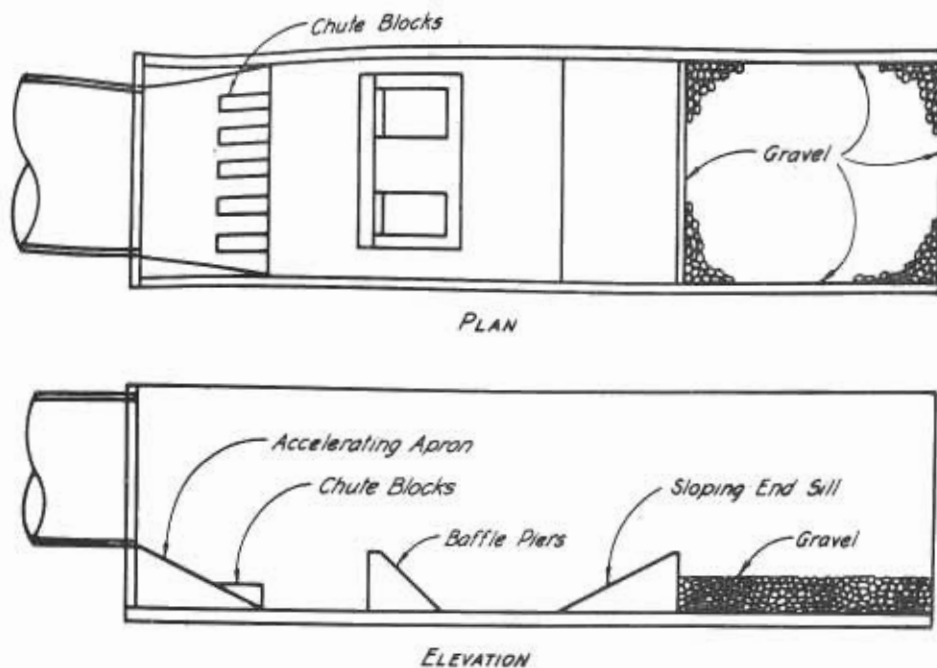 Chute Blocks
Gravel
PLAN
Accelerating Apron
Chute Blocks
Sloping End Sill
Baffle Piers
Gravel
ELEVATION